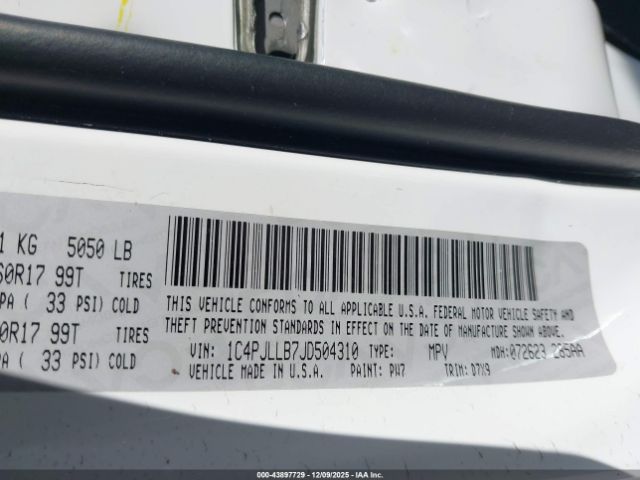 1 KG 5050 LB
60R17 99T TIRES
PA ( 33 PSI) COLD
0R17 99T TIRES
PA ( 33 PSI) COLD
THIS VEHICLE CONFORMS TO ALL APPLICABLE U.S.A. FEDERAL MOTOR VEHICLE SAFETY AND
THEFT PREVENTION STANDARDS IN EFFECT ON THE DATE OF MANUFACTURE SHOWN ABOVE.
VIN: 1C4PJLLB7JD504310 TYPE: MPV MDH: 072623 235AA
VEHICLE MADE IN U.S.A. PAINT: PW7 TRIM: D7X9
000-43897729 - 12/09/2025 - IAA Inc.